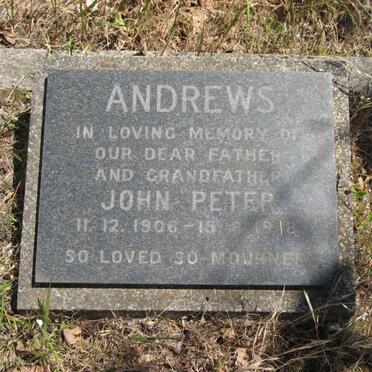 ANDREWS
IN LOVING MEMORY OF
OUR DEAR FATHER
AND GRANDFATHER
JOHN PETER
11.12.1906 -
SO LOVED SO MOURNED